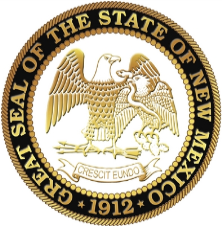 GREAT SEAL OF THE STATE OF NEW MEXICO
CRESCIT EUNDO
1912